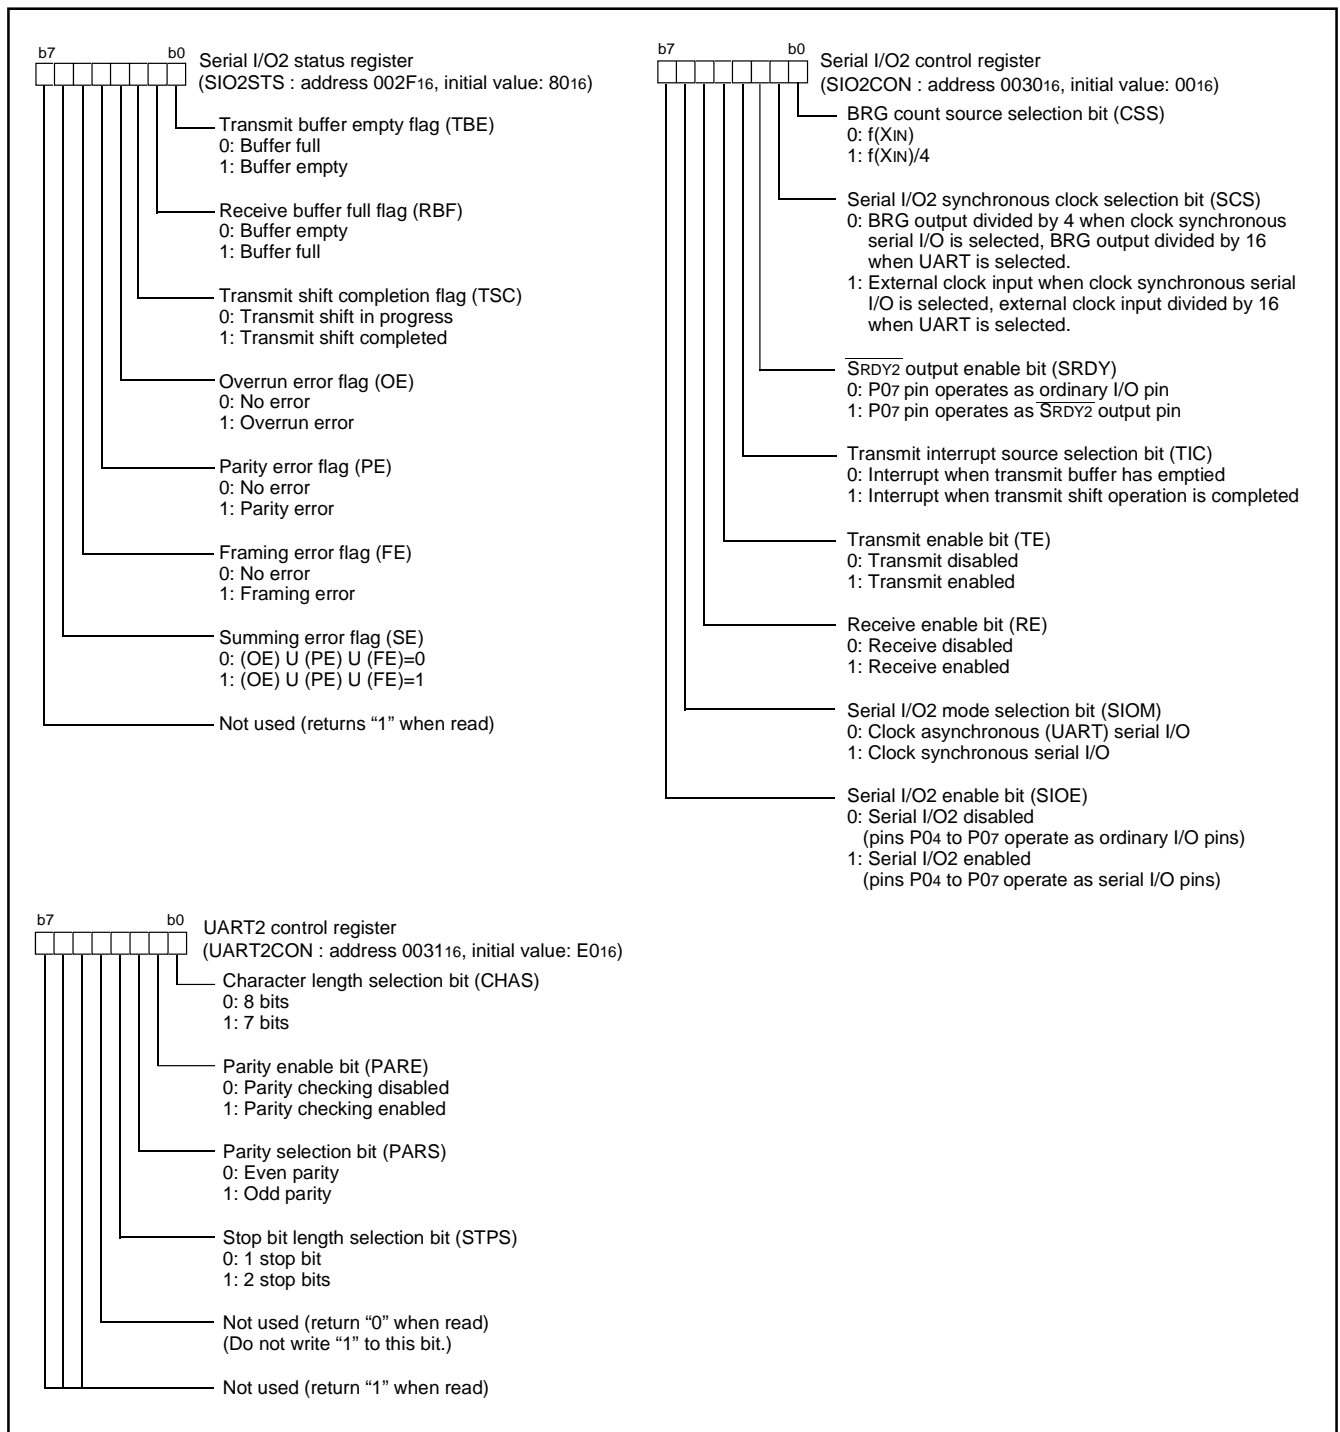 b7 b0
Serial I/O2 status register
(SIO2STS : address 002F16, initial value: 8016)
Transmit buffer empty flag (TBE)
0: Buffer full
1: Buffer empty
Receive buffer full flag (RBF)
0: Buffer empty
1: Buffer full
Transmit shift completion flag (TSC)
0: Transmit shift in progress
1: Transmit shift completed
Overrun error flag (OE)
0: No error
1: Overrun error
Parity error flag (PE)
0: No error
1: Parity error
Framing error flag (FE)
0: No error
1: Framing error
Summing error flag (SE)
0: (OE) U (PE) U (FE)=0
1: (OE) U (PE) U (FE)=1
Not used (returns “1” when read)
b7 b0
Serial I/O2 control register
(SIO2CON : address 003016, initial value: 0016)
BRG count source selection bit (CSS)
0: f(XIN)
1: f(XIN)/4
Serial I/O2 synchronous clock selection bit (SCS)
0: BRG output divided by 4 when clock synchronous
serial I/O is selected, BRG output divided by 16
when UART is selected.
1: External clock input when clock synchronous serial
I/O is selected, external clock input divided by 16
when UART is selected.
SRDY2 output enable bit (SRDY)
0: P07 pin operates as ordinary I/O pin
1: P07 pin operates as SRDY2 output pin
Transmit interrupt source selection bit (TIC)
0: Interrupt when transmit buffer has emptied
1: Interrupt when transmit shift operation is completed
Transmit enable bit (TE)
0: Transmit disabled
1: Transmit enabled
Receive enable bit (RE)
0: Receive disabled
1: Receive enabled
Serial I/O2 mode selection bit (SIOM)
0: Clock asynchronous (UART) serial I/O
1: Clock synchronous serial I/O
Serial I/O2 enable bit (SIOE)
0: Serial I/O2 disabled
(pins P04 to P07 operate as ordinary I/O pins)
1: Serial I/O2 enabled
(pins P04 to P07 operate as serial I/O pins)
b7 b0
UART2 control register
(UART2CON : address 003116, initial value: E016)
Character length selection bit (CHAS)
0: 8 bits
1: 7 bits
Parity enable bit (PARE)
0: Parity checking disabled
1: Parity checking enabled
Parity selection bit (PARS)
0: Even parity
1: Odd parity
Stop bit length selection bit (STPS)
0: 1 stop bit
1: 2 stop bits
Not used (return “0” when read)
(Do not write “1” to this bit.)
Not used (return “1” when read)